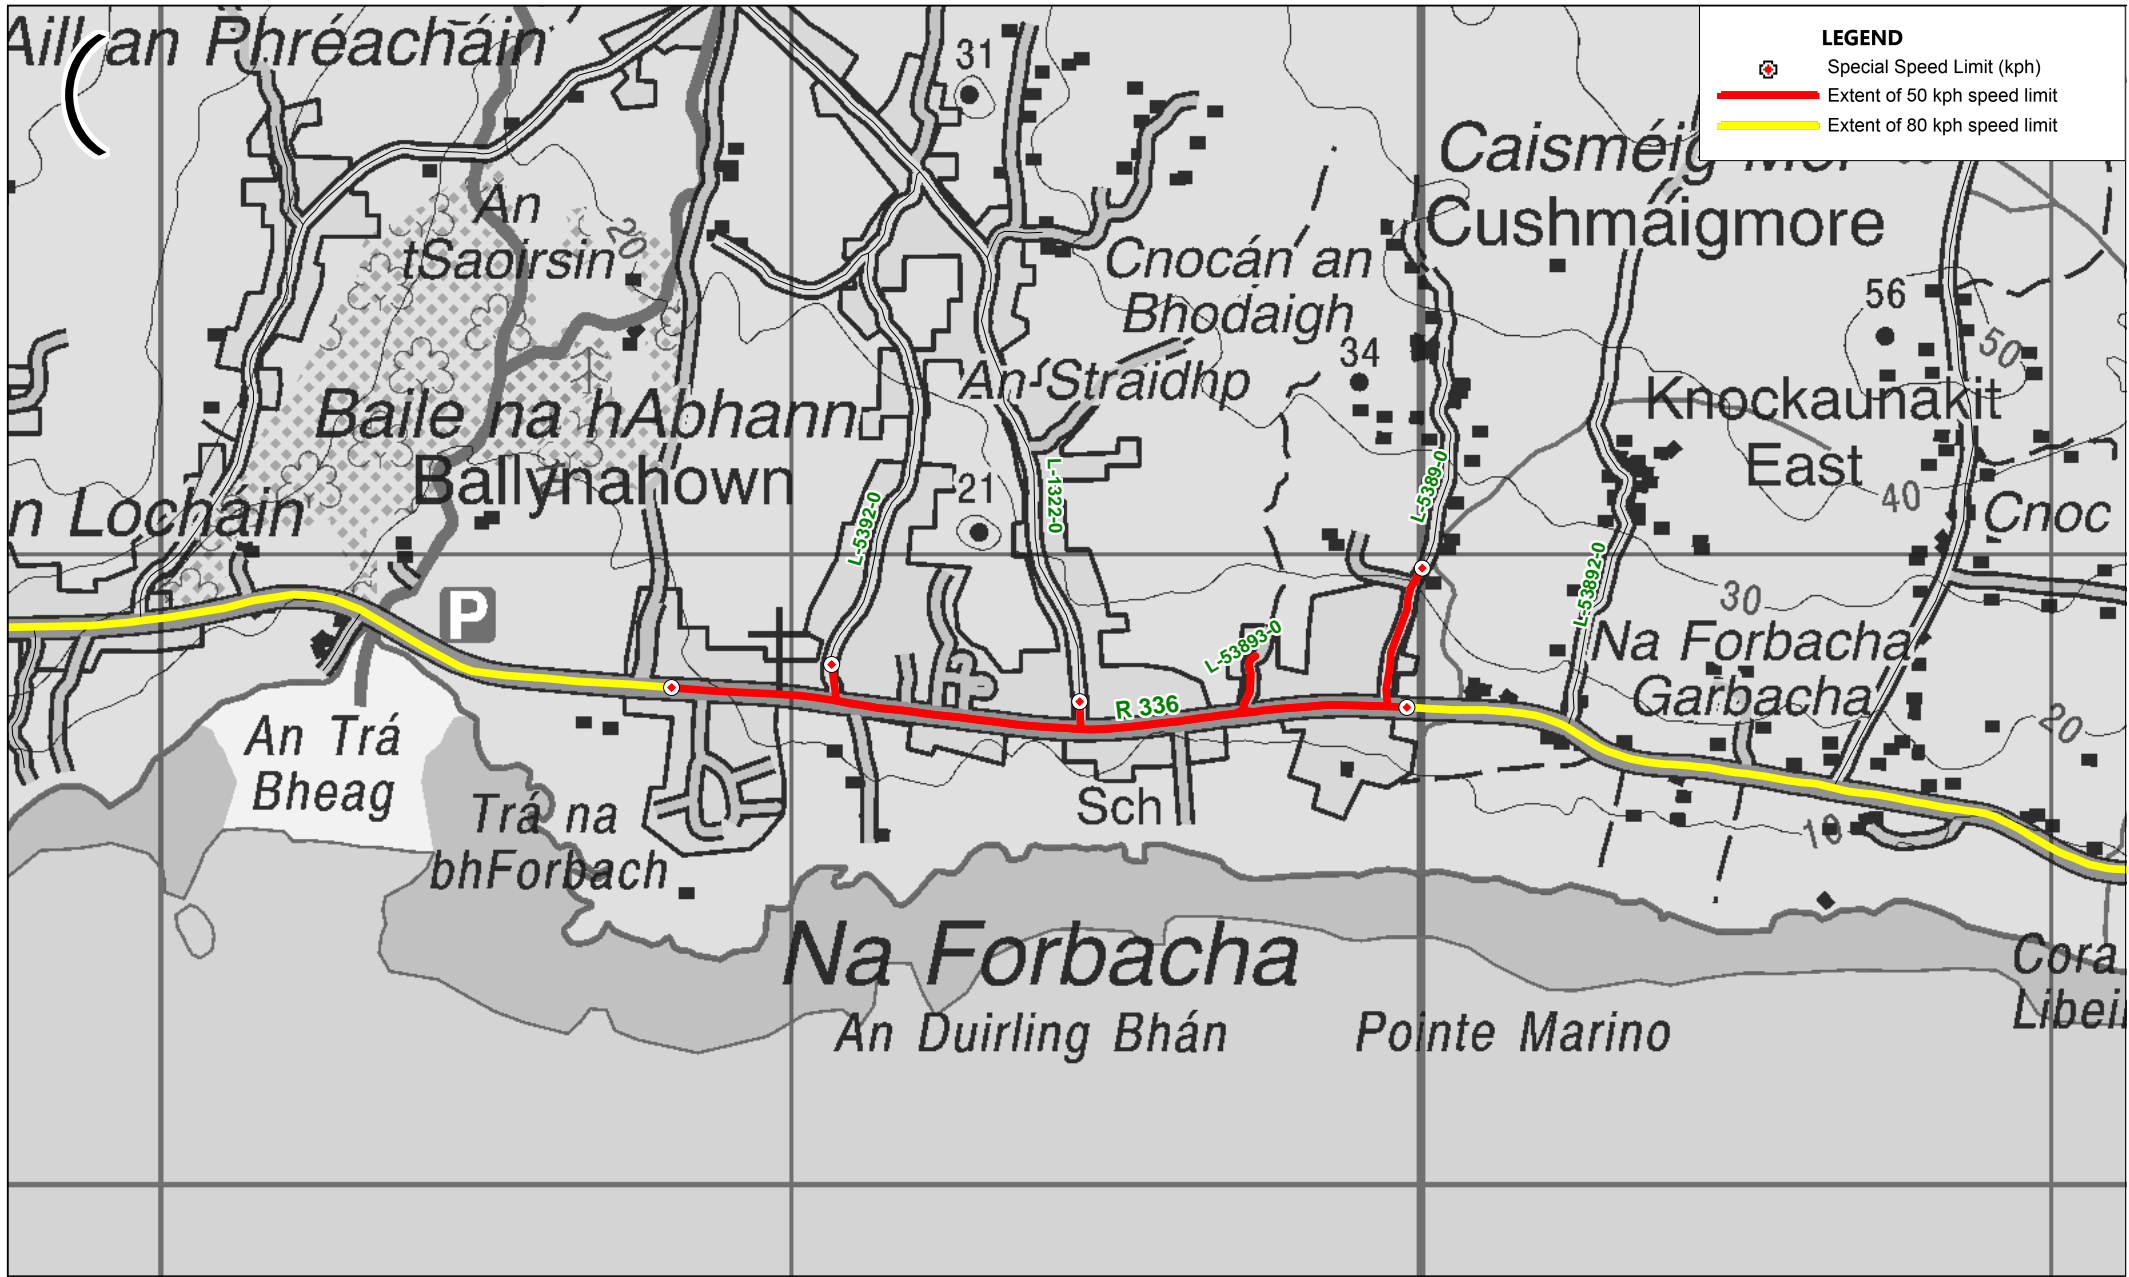 Aill an Phréacháin
31
LEGEND
Special Speed Limit (kph)
Extent of 50 kph speed limit
Extent of 80 kph speed limit
Caisméig Mór
Cushmaigmore
An
tSaoirsin
20
Cnocán an
Bhodaigh
56
50
34
An Straidhp
Baile na hAbhann
Ballynahown
Knockaunakit
East
40
Cnoc
n Locháin
21
L-5392-0
L-1322-0
L-5389-0
L-53892-0
L-53893-0
30
P
Na Forbacha
Garbacha
20
R 336
An Trá
Bheag
Trá na
bhForbach
Sch
10
Na Forbacha
An Duirling Bhán
Pointe Marino
Cora
Libei